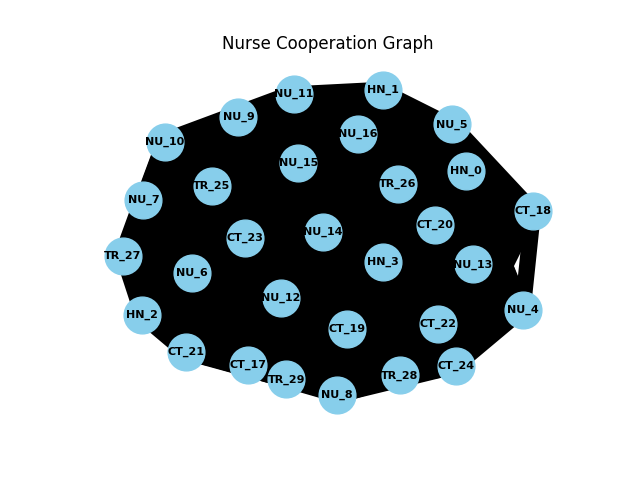 Nurse Cooperation Graph
HN_1
NU_11
NU_9
NU_5
NU_16
NU_10
NU_15
HN_0
TR_26
TR_25
NU_7
CT_18
CT_20
NU_14
CT_23
TR_27
HN_3
NU_13
NU_6
NU_12
NU_4
HN_2
CT_22
CT_19
CT_21
CT_17
CT_24
TR_28
TR_29
NU_8